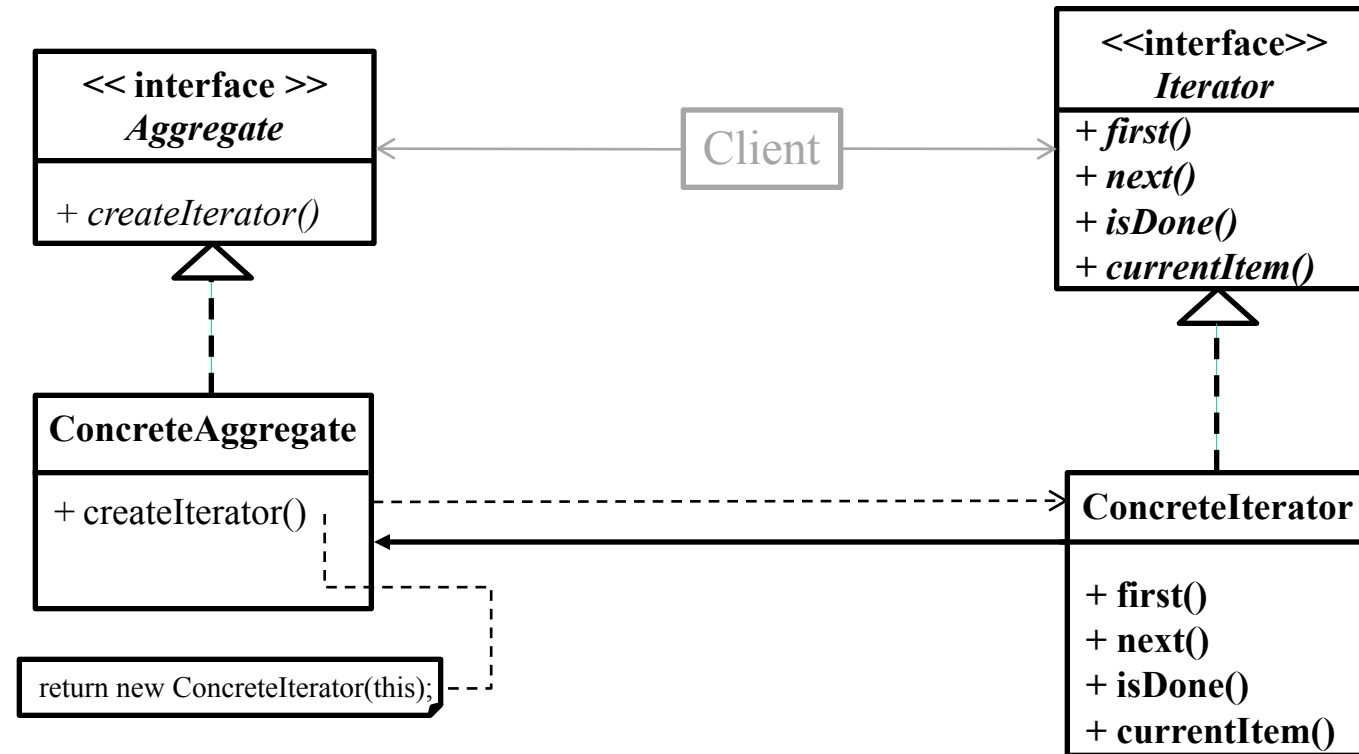 << interface >>
Aggregate
+ createIterator()
Client
<<interface>>
Iterator
+ first()
+ next()
+ isDone()
+ currentItem()
ConcreteAggregate
+ createIterator()
return new ConcreteIterator(this);
ConcreteIterator
+ first()
+ next()
+ isDone()
+ currentItem()